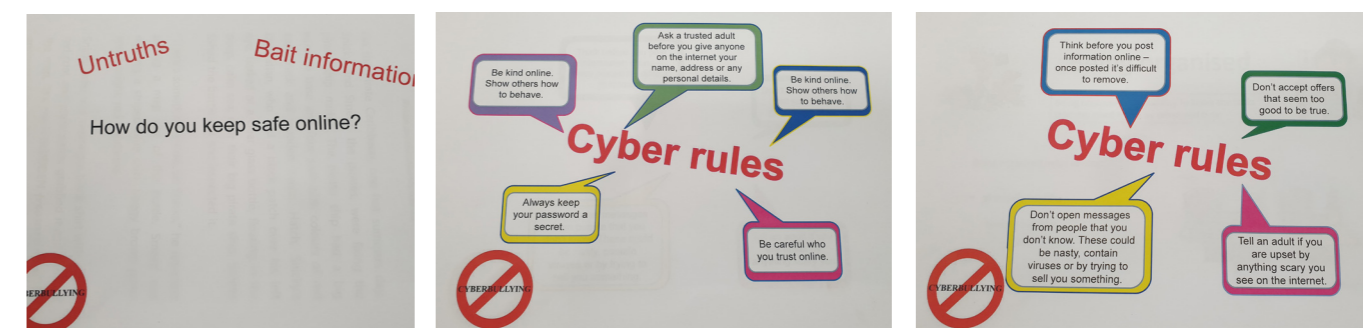 Untruths
Bait information
How do you keep safe online?
CYBERBULLYING
Be kind online.
Show others how
to behave.
Ask a trusted adult
before you give anyone
on the internet your
name, address or any
personal details.
Be kind online.
Show others how
to behave.
Cyber rules
Always keep
your password a
secret.
Be careful who
you trust online.
CYBERBULLYING
Think before you post
information online –
once posted it's difficult
to remove.
Don't accept offers
that seem too
good to be true.
Cyber rules
Don't open messages
from people that you
don't know. These could
be nasty, contain
viruses or by trying to
sell you something.
Tell an adult if you
are upset by
anything scary you
see on the internet.
CYBERBULLYING